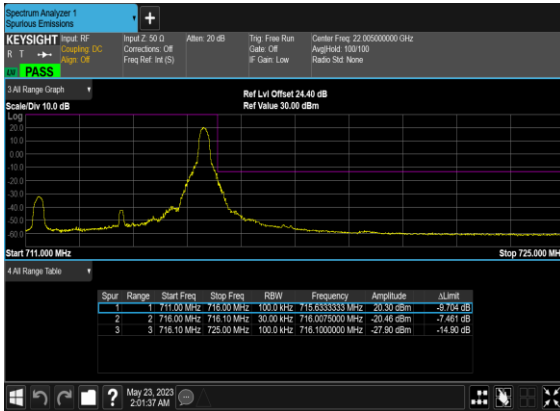 Spectrum Analyzer 1
Spurious Emissions
KEYSIGHT Input: RF Input Z: 50 Ω Atten: 20 dB Trig: Free Run Center Freq: 22.005000000 GHz
R T Coupling: DC Corrections: Off Gate: Off Avg|Hold: 100/100
Align: Off Freq Ref: Int (S) IF Gain: Low Radio Std: None
PASS
3 All Range Graph
Ref Lvl Offset 24.40 dB
Scale/Div 10.0 dB Ref Value 30.00 dBm
Log
20.0
10.0
0.00
-10.0
-20.0
-30.0
-40.0
-50.0
-60.0
Start 711.000 MHz Stop 725.000 MH
4 All Range Table
Spur Range Start Freq Stop Freq RBW Frequency Amplitude ΔLimit
1 1 711.00 MHz 716.00 MHz 100.0 kHz 715.6333333 MHz 20.30 dBm -9.704 dB
2 2 716.00 MHz 716.10 MHz 30.00 kHz 716.0075000 MHz -20.46 dBm -7.461 dB
3 3 716.10 MHz 725.00 MHz 100.0 kHz 716.1000000 MHz -27.90 dBm -14.90 dB
May 23, 2023
2:01:37 AM